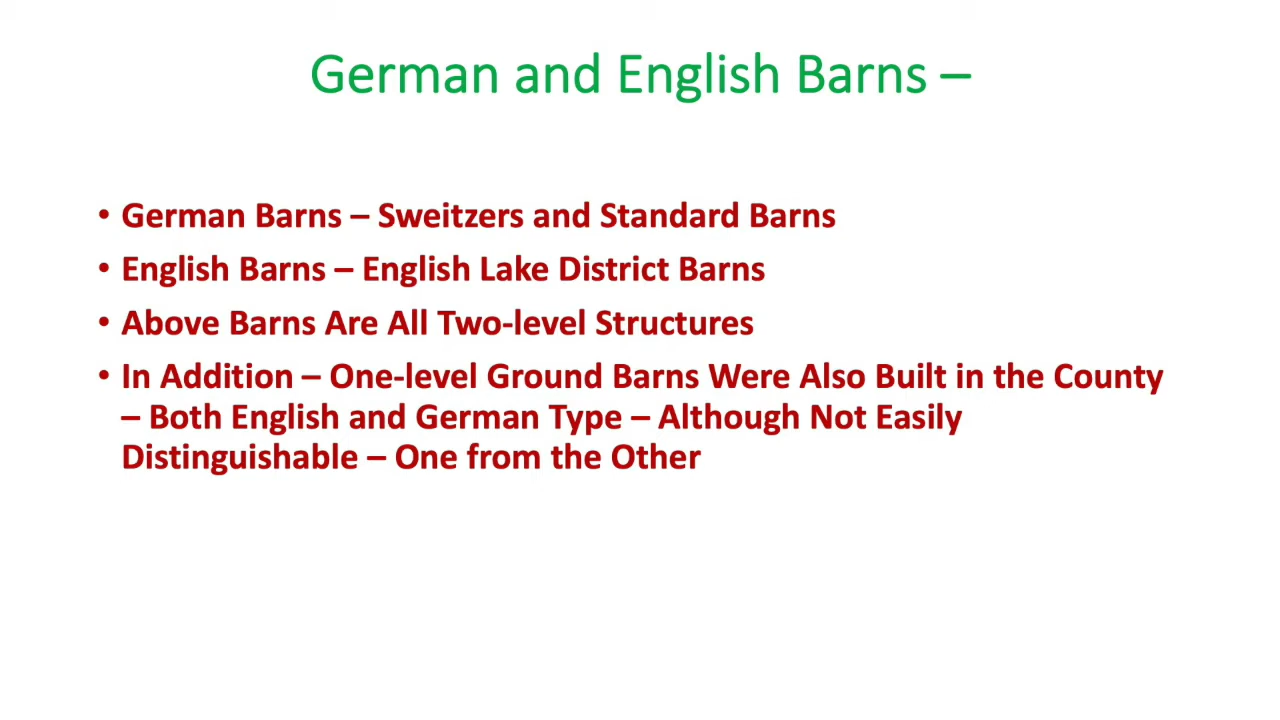 German and English Barns –
• German Barns – Sweitzers and Standard Barns
• English Barns – English Lake District Barns
• Above Barns Are All Two-level Structures
• In Addition – One-level Ground Barns Were Also Built in the County
– Both English and German Type – Although Not Easily
Distinguishable – One from the Other